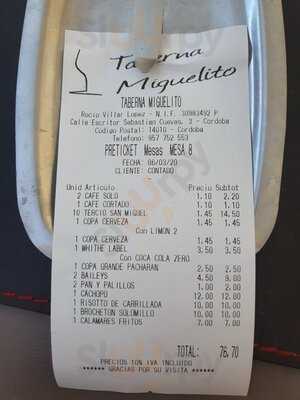 Taberna
Miguelito
TABERNA MIGUELITO
Rocio Villar Lopez - N.I.F. 30983492 P
Calle Escritor Sebastian Cuevas, 3 - Cordoba
Código Postal: 14010 - Cordoba
Telefono: 957 752 553
PRETICKET Mesas MESA 8
FECHA: 06/03/20
CLIENTE: CONTADO
Unid Artículo Precio Subtot
2 CAFE SOLO 1.10 2.20
1 CAFE CORTADO 1.10 1.10
10 TERCIO SAN MIGUEL 1.45 14.50
1 COPA CERVEZA 1.45 1.45
Con LIMON 2
1 COPA CERVEZA 1.45 1.45
1 WHITHE LABEL 3.50 3.50
Con COCA COLA ZERO
1 COPA GRANDE PACHARAN 2.50 2.50
2 BAILEYS 4.50 9.00
2 PAN Y PALILLOS 1.00 2.00
1 CACHOPO 12.00 12.00
1 RISOTTO DE CARRILLADA 10.00 10.00
1 BROCHETON SOLOMILLO 10.00 10.00
1 CALAMARES FRITOS 7.00 7.00
TOTAL: 76.70
PRECIOS 10% IVA INCLUIDO
****** GRACIAS POR SU VISITA ******